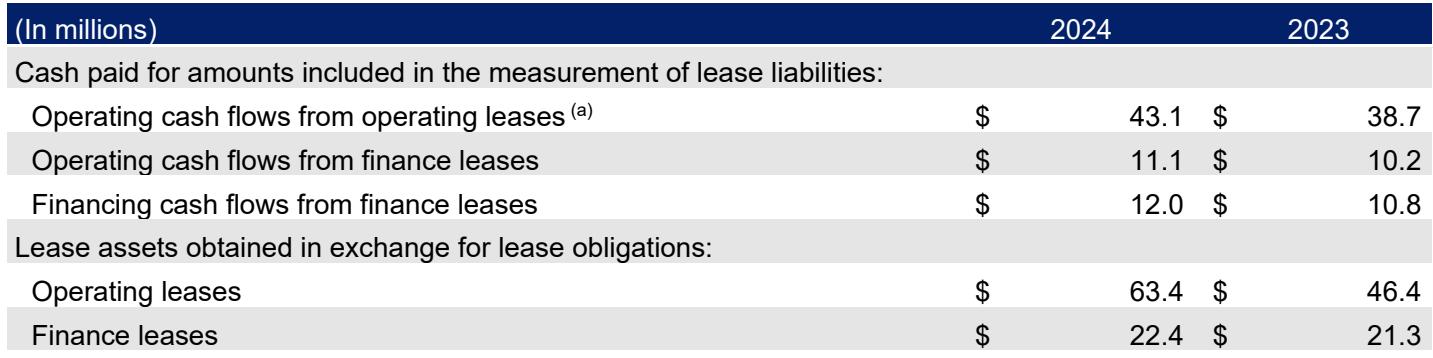 (In millions) 2024 2023
Cash paid for amounts included in the measurement of lease liabilities:
Operating cash flows from operating leases (a) $ 43.1 $ 38.7
Operating cash flows from finance leases $ 11.1 $ 10.2
Financing cash flows from finance leases $ 12.0 $ 10.8
Lease assets obtained in exchange for lease obligations:
Operating leases $ 63.4 $ 46.4
Finance leases $ 22.4 $ 21.3